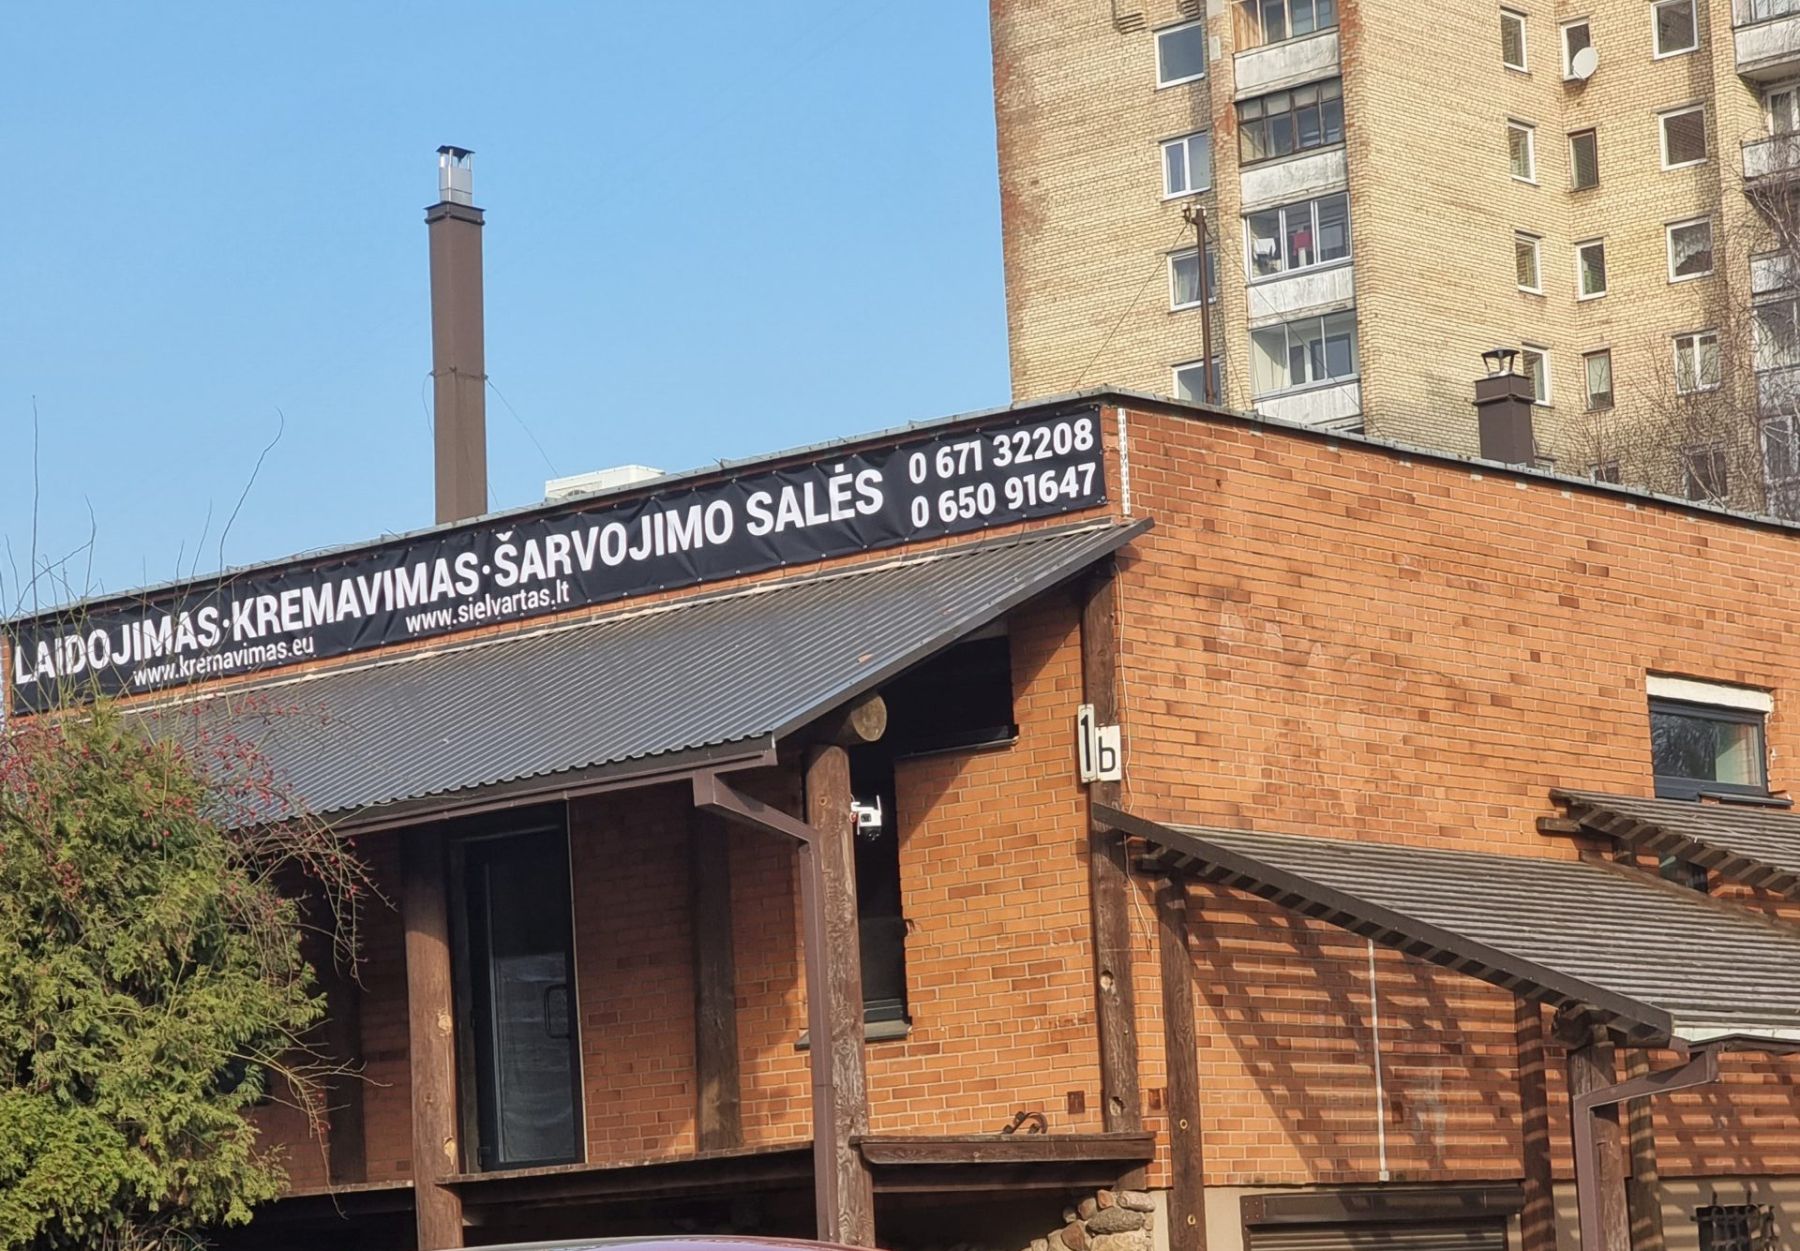 LAIDOJIMAS·KREMAVIMAS·ŠARVOJIMO SALĖS
www.kremavimas.eu
www.sielvartas.lt
0 671 32208
0 650 91647
1b